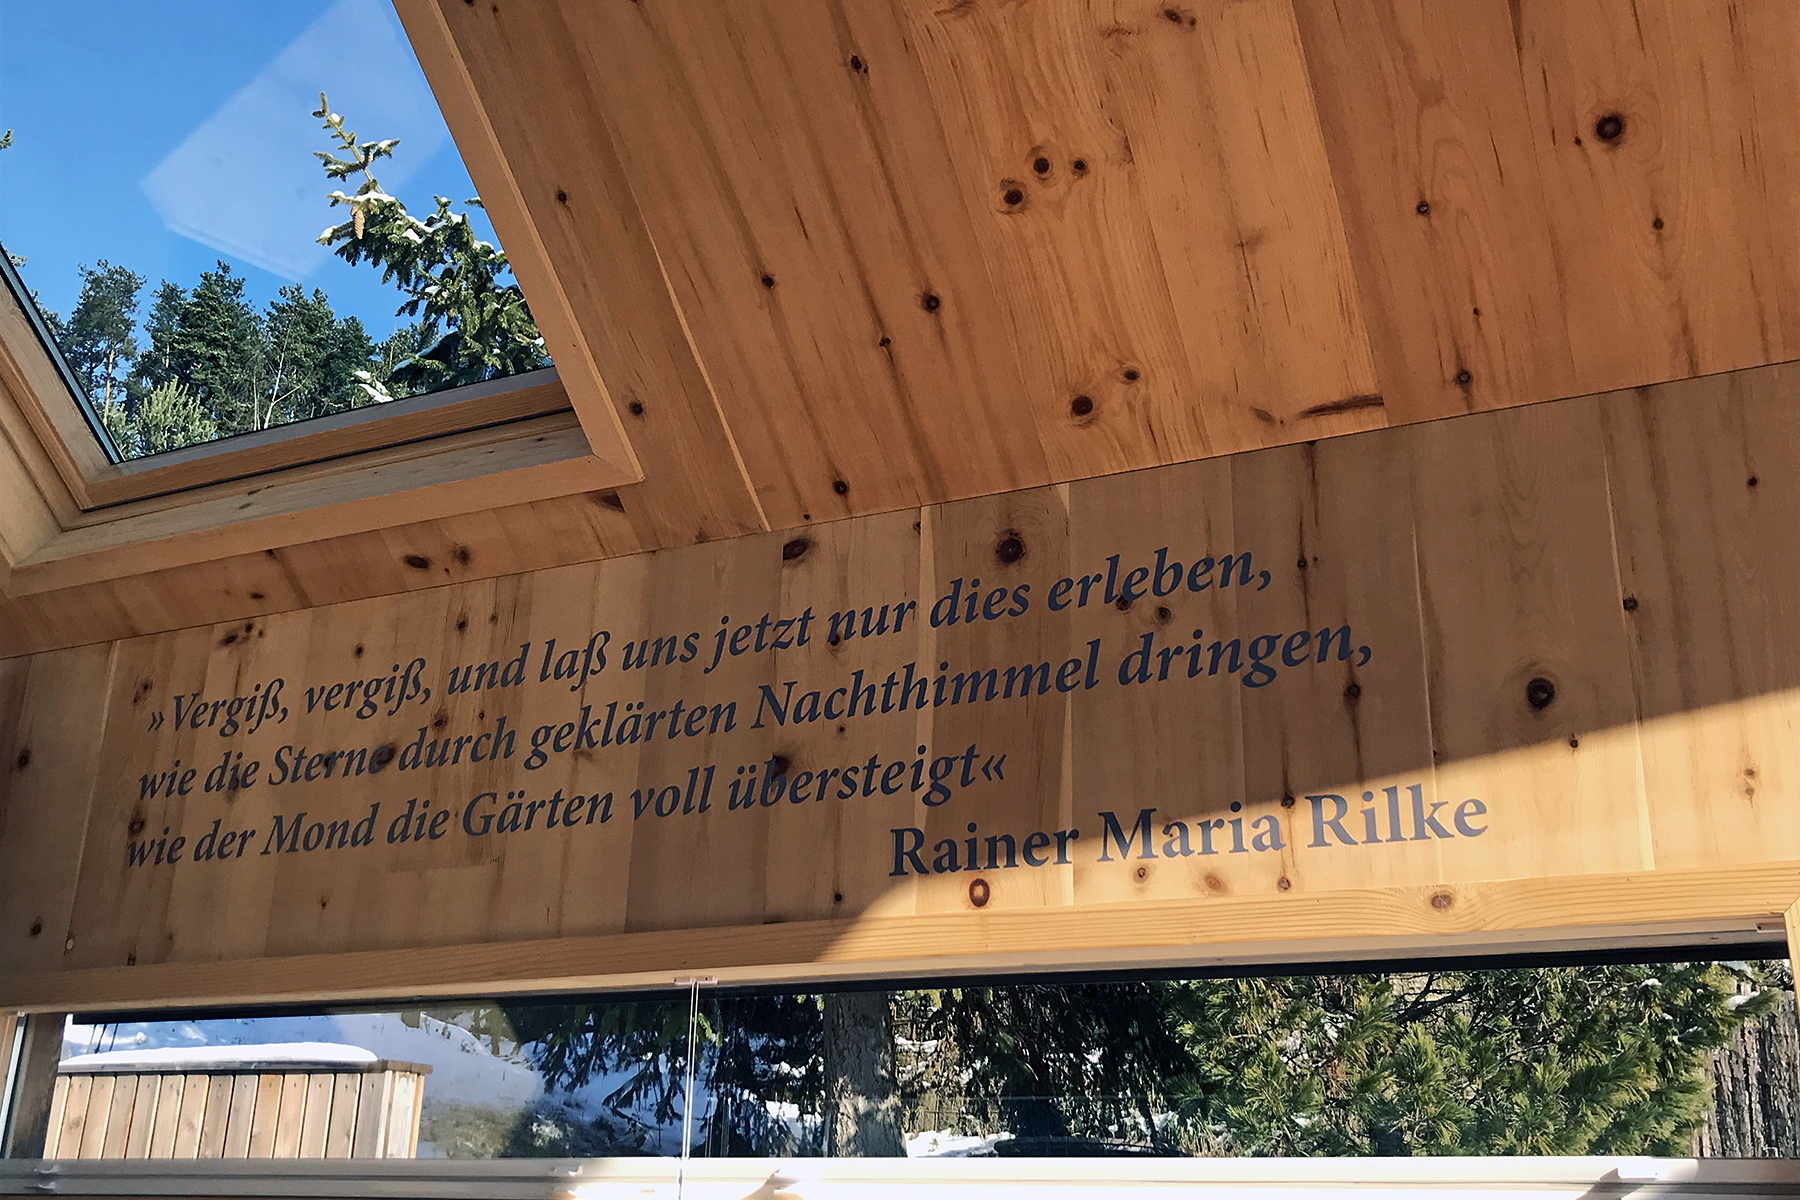 »Vergiß, vergiß, und laß uns jetzt nur dies erleben,
wie die Sterne durch geklärten Nachthimmel dringen,
wie der Mond die Gärten voll übersteigt«
Rainer Maria Rilke